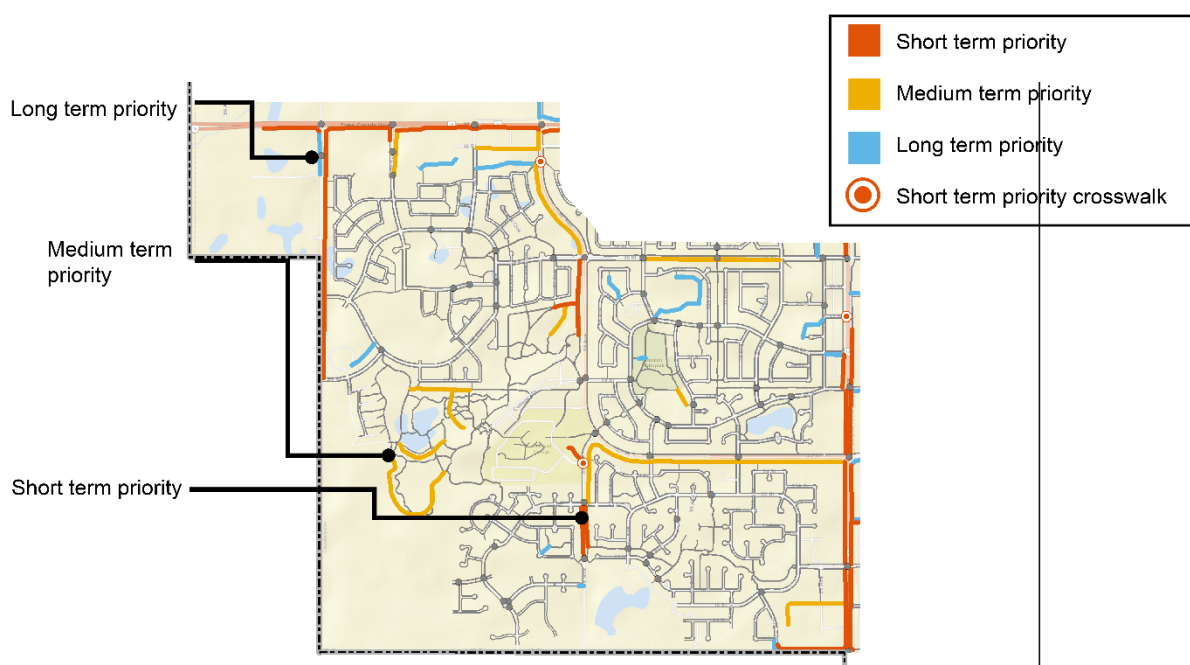 Short term priority
Medium term priority
Long term priority
Short term priority crosswalk
Long term priority
Medium term
priority
Short term priority